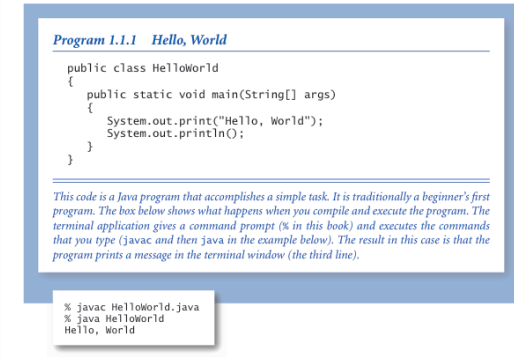 Program 1.1.1 Hello, World
public class HelloWorld
{
public static void main(String[] args)
{
System.out.print("Hello, World");
System.out.println();
}
}
This code is a Java program that accomplishes a simple task. It is traditionally a beginner's first
program. The box below shows what happens when you compile and execute the program. The
terminal application gives a command prompt (% in this book) and executes the commands
that you type (javac and then java in the example below). The result in this case is that the
program prints a message in the terminal window (the third line).
% javac HelloWorld.java
% java HelloWorld
Hello, World